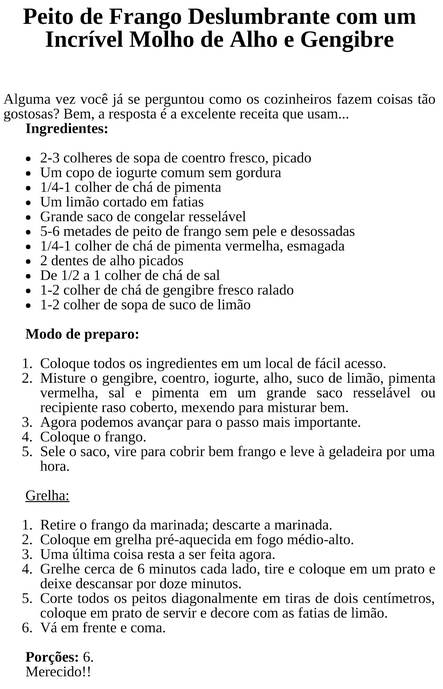 Peito de Frango Deslumbrante com um
Incrível Molho de Alho e Gengibre
Alguma vez você já se perguntou como os cozinheiros fazem coisas tão
gostosas? Bem, a resposta é a excelente receita que usam...
Ingredientes:
• 2-3 colheres de sopa de coentro fresco, picado
• Um copo de iogurte comum sem gordura
• 1/4-1 colher de chá de pimenta
• Um limão cortado em fatias
• Grande saco de congelar resselável
• 5-6 metades de peito de frango sem pele e desossadas
• 1/4-1 colher de chá de pimenta vermelha, esmagada
• 2 dentes de alho picados
• De 1/2 a 1 colher de chá de sal
• 1-2 colher de chá de gengibre fresco ralado
• 1-2 colher de sopa de suco de limão
Modo de preparo:
1. Coloque todos os ingredientes em um local de fácil acesso.
2. Misture o gengibre, coentro, iogurte, alho, suco de limão, pimenta
vermelha, sal e pimenta em um grande saco resselável ou
recipiente raso coberto, mexendo para misturar bem.
3. Agora podemos avançar para o passo mais importante.
4. Coloque o frango.
5. Sele o saco, vire para cobrir bem frango e leve à geladeira por uma
hora.
Grelha:
1. Retire o frango da marinada; descarte a marinada.
2. Coloque em grelha pré-aquecida em fogo médio-alto.
3. Uma última coisa resta a ser feita agora.
4. Grelhe cerca de 6 minutos cada lado, tire e coloque em um prato e
deixe descansar por doze minutos.
5. Corte todos os peitos diagonalmente em tiras de dois centímetros,
coloque em prato de servir e decore com as fatias de limão.
6. Vá em frente e coma.
Porções: 6.
Merecido!!